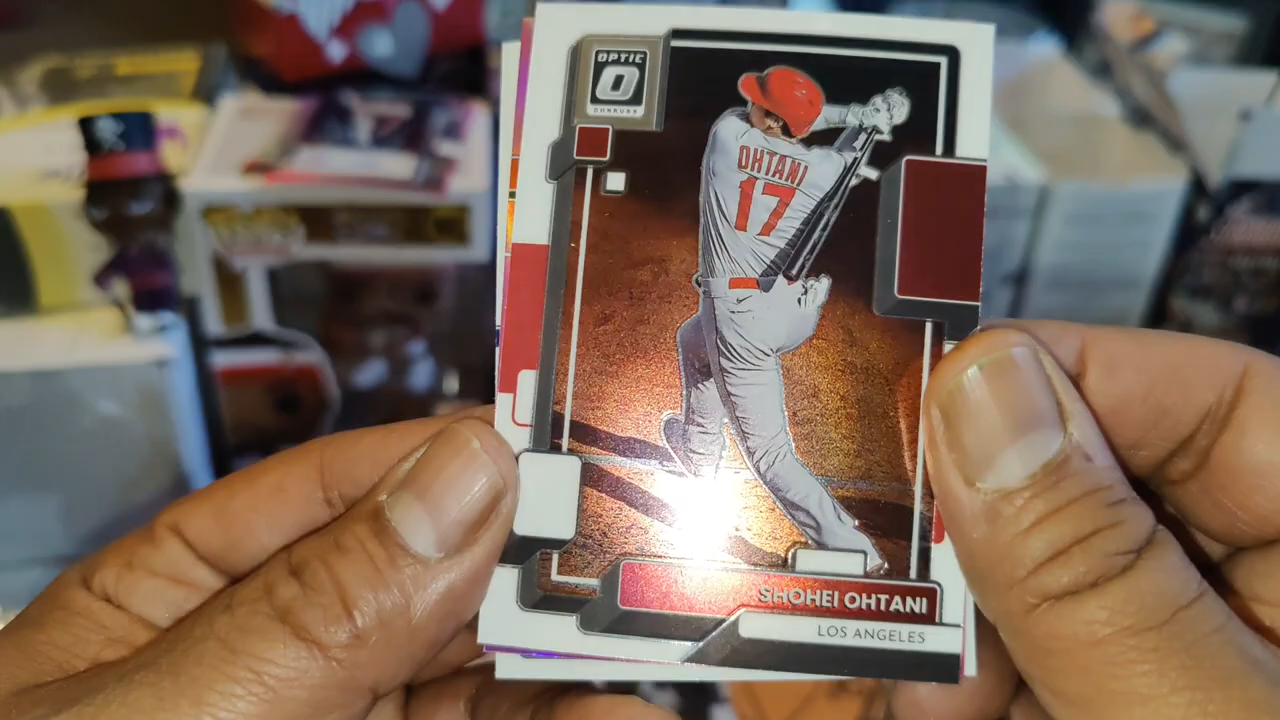 OPTIC
DONRUSS
OHTANI
17
SHOHEI OHTANI
LOS ANGELES